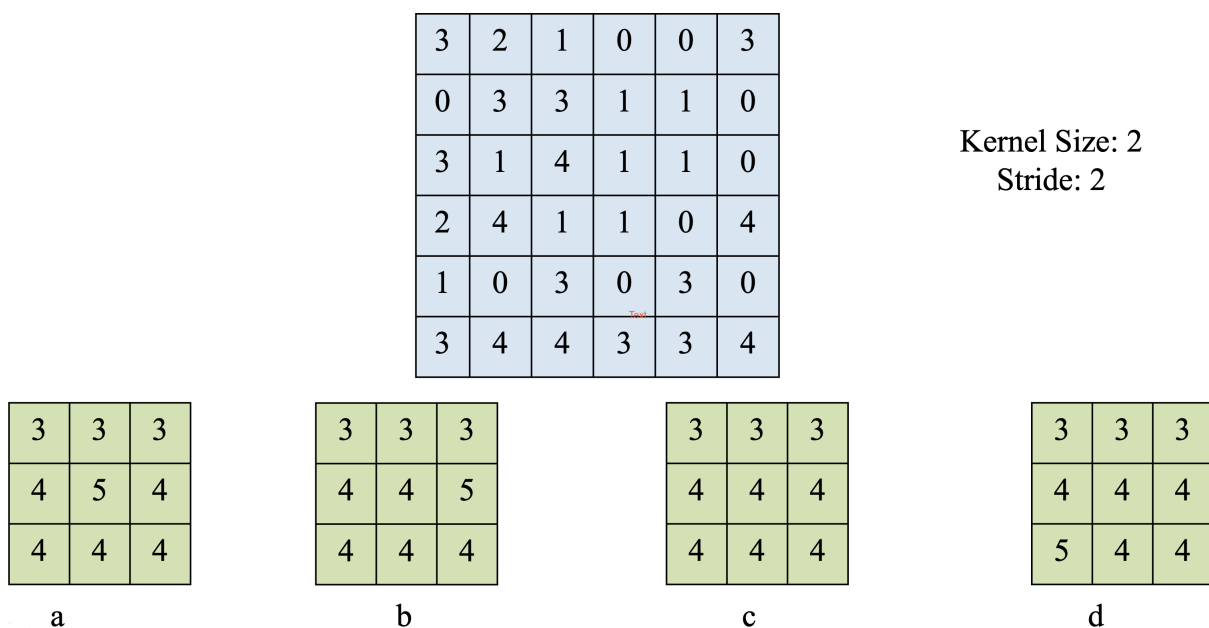 3 2 1 0 0 3
0 3 3 1 1 0
Kernel Size: 2
3 1 4 1 1 0
Stride: 2
2 4 1 1 0 4
1 0 3 0 3 0
Text
3 4 4 3 3 4
3 3 3
4 5 4
4 4 4
a
3 3 3
4 4 5
4 4 4
b
3 3 3
4 4 4
4 4 4
c
3 3 3
4 4 4
5 4 4
d